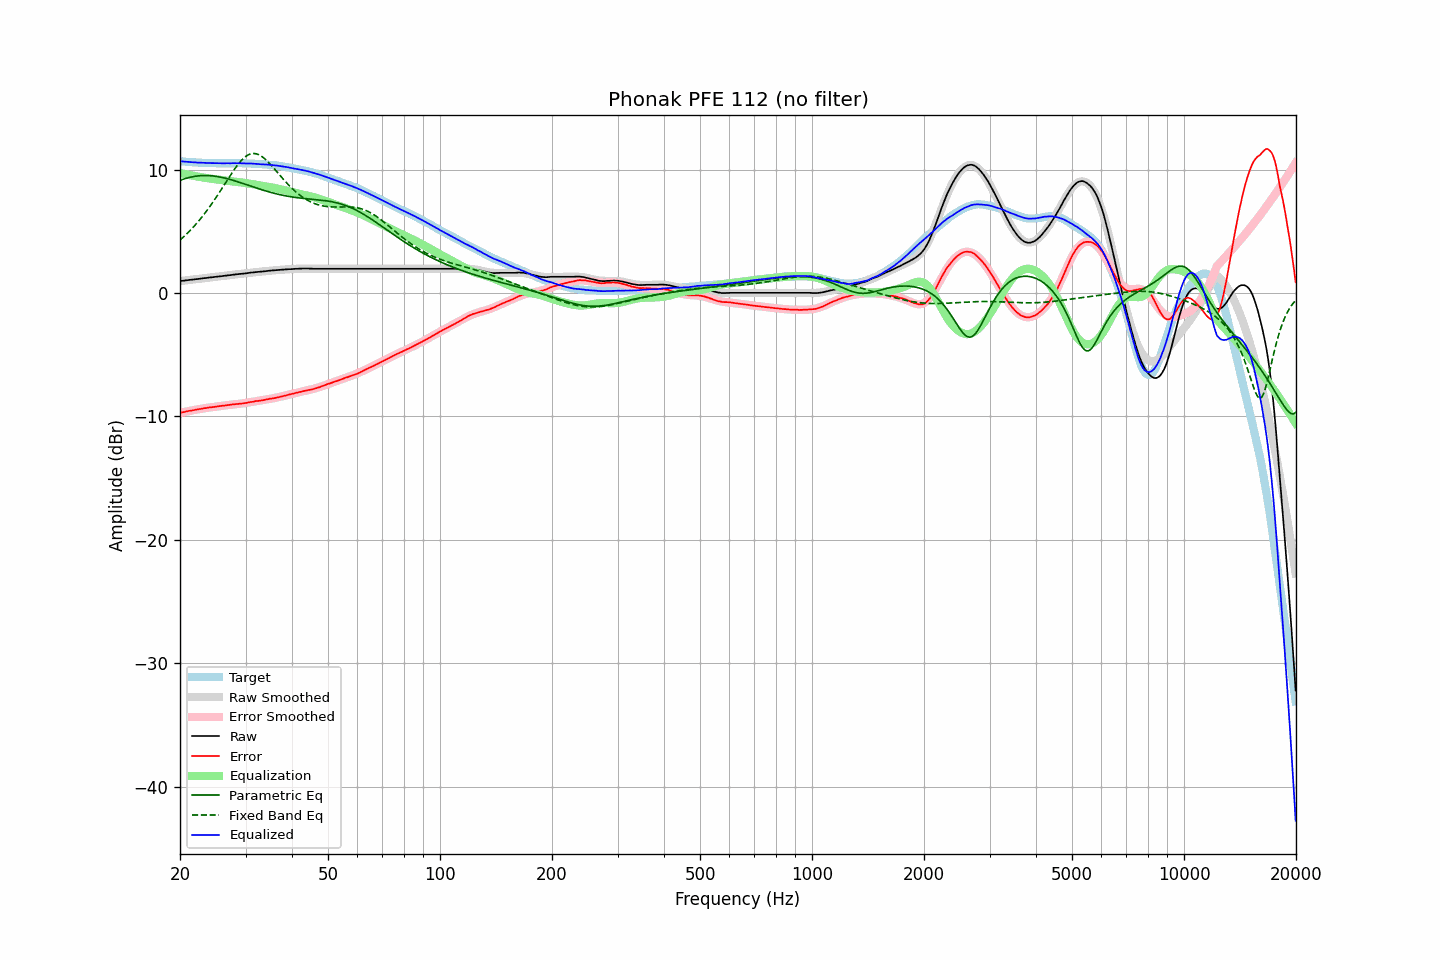 Phonak PFE 112 (no filter)
10
0
−10
−20
−30
−40
Amplitude (dBr)
Target
Raw Smoothed
Error Smoothed
Raw
Error
Equalization
Parametric Eq
Fixed Band Eq
Equalized
20 50 100 200 500 1000 2000 5000 10000 20000
Frequency (Hz)